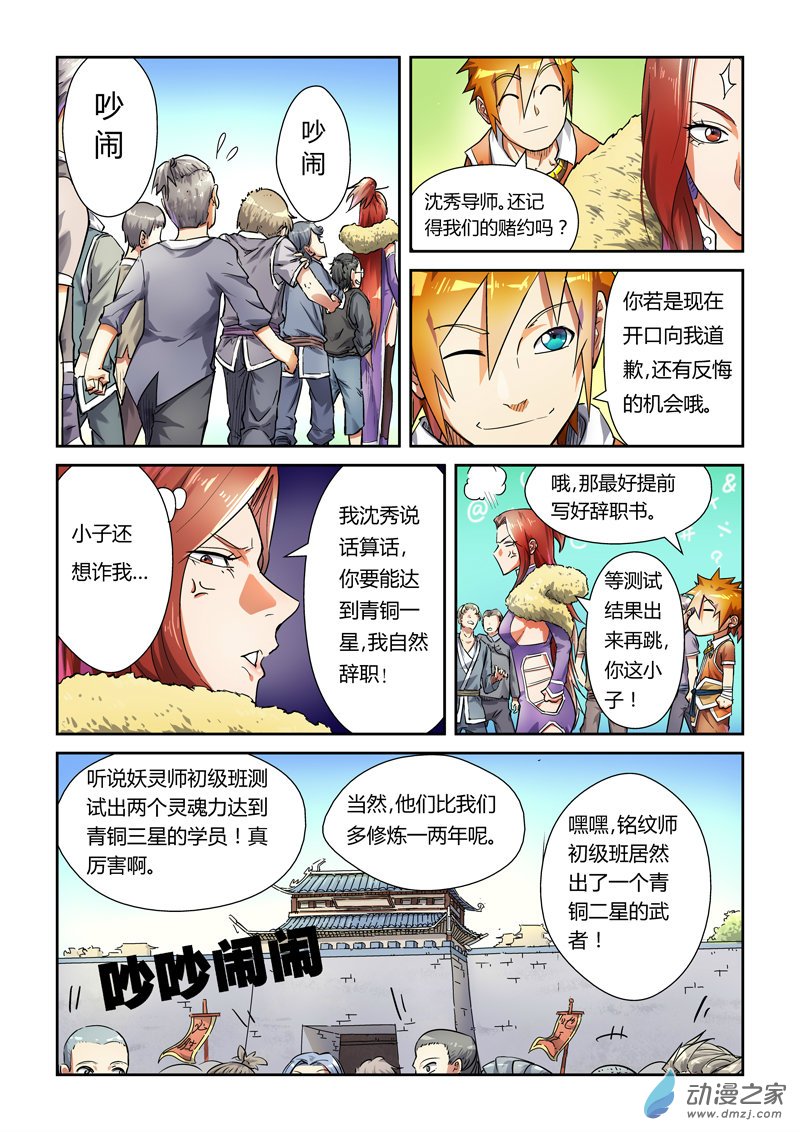 吵
闹
吵
闹
沈秀导师。还记
得我们的赌约吗？
你若是现在
开口向我道
歉,还有反悔
的机会哦。
小子还
想诈我…
我沈秀说
话算话,
你要能达
到青铜一
星,我自然
辞职！
哦,那最好提前
写好辞职书。
等测试
结果出
来再跳,
你这小
子！
听说妖灵师初级班测
试出两个灵魂力达到
青铜三星的学员！真
厉害啊。
当然,他们比我们
多修炼一两年呢。
嘿嘿,铭纹师
初级班居然
出了一个青
铜二星的武
者！
吵吵闹闹
动漫之家
www.dmzj.com